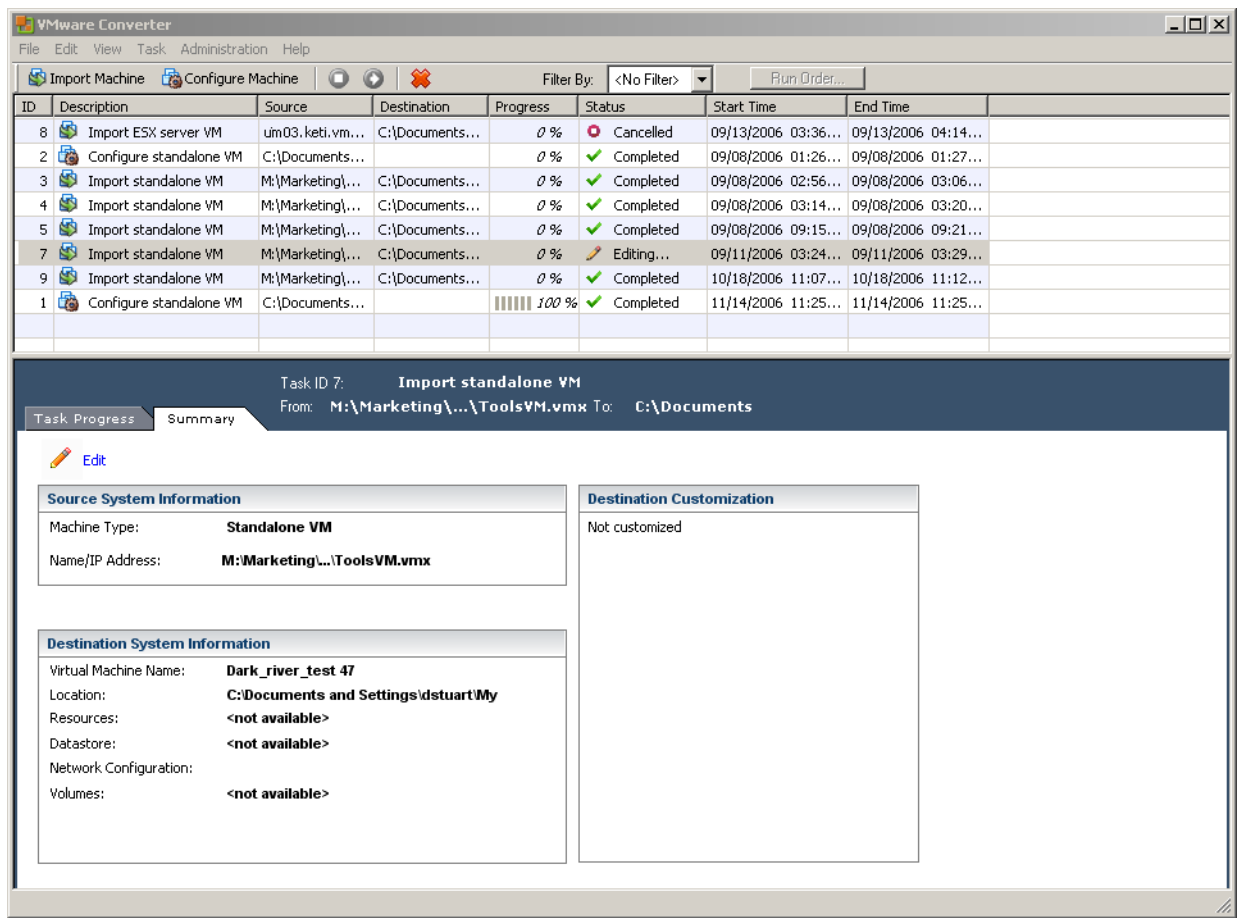 VMware Converter
File Edit View Task Administration Help
Import Machine Configure Machine Filter By: <No Filter> Run Order...
ID Description Source Destination Progress Status Start Time End Time
8 Import ESX server VM uim03.keti.vm... C:\Documents... 0 % Cancelled 09/13/2006 03:36... 09/13/2006 04:14...
2 Configure standalone VM C:\Documents... 0 % Completed 09/08/2006 01:26... 09/08/2006 01:27...
3 Import standalone VM M:\Marketing\... C:\Documents... 0 % Completed 09/08/2006 02:56... 09/08/2006 03:06...
4 Import standalone VM M:\Marketing\... C:\Documents... 0 % Completed 09/08/2006 03:14... 09/08/2006 03:20...
5 Import standalone VM M:\Marketing\... C:\Documents... 0 % Completed 09/08/2006 09:15... 09/08/2006 09:21...
7 Import standalone VM M:\Marketing\... C:\Documents... 0 % Editing... 09/11/2006 03:24... 09/11/2006 03:29...
9 Import standalone VM M:\Marketing\... C:\Documents... 0 % Completed 10/18/2006 11:07... 10/18/2006 11:12...
1 Configure standalone VM C:\Documents... 100 % Completed 11/14/2006 11:25... 11/14/2006 11:25...
Task ID 7: Import standalone VM
From: M:\Marketing\...\ToolsVM.vmx To: C:\Documents
Task Progress Summary
Edit
Source System Information
Machine Type: Standalone VM
Name/IP Address: M:\Marketing\...\ToolsVM.vmx
Destination Customization
Not customized
Destination System Information
Virtual Machine Name: Dark_river_test 47
Location: C:\Documents and Settings\dstuart\My
Resources: <not available>
Datastore: <not available>
Network Configuration:
Volumes: <not available>